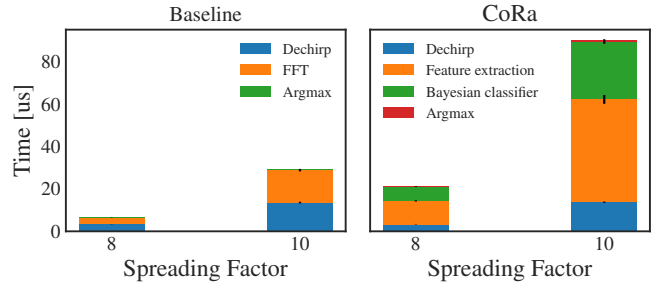 Baseline
CoRa
Time [us]
80
60
40
20
0
Dechirp
FFT
Argmax
Dechirp
Feature extraction
Bayesian classifier
Argmax
8
10
8
10
Spreading Factor
Spreading Factor